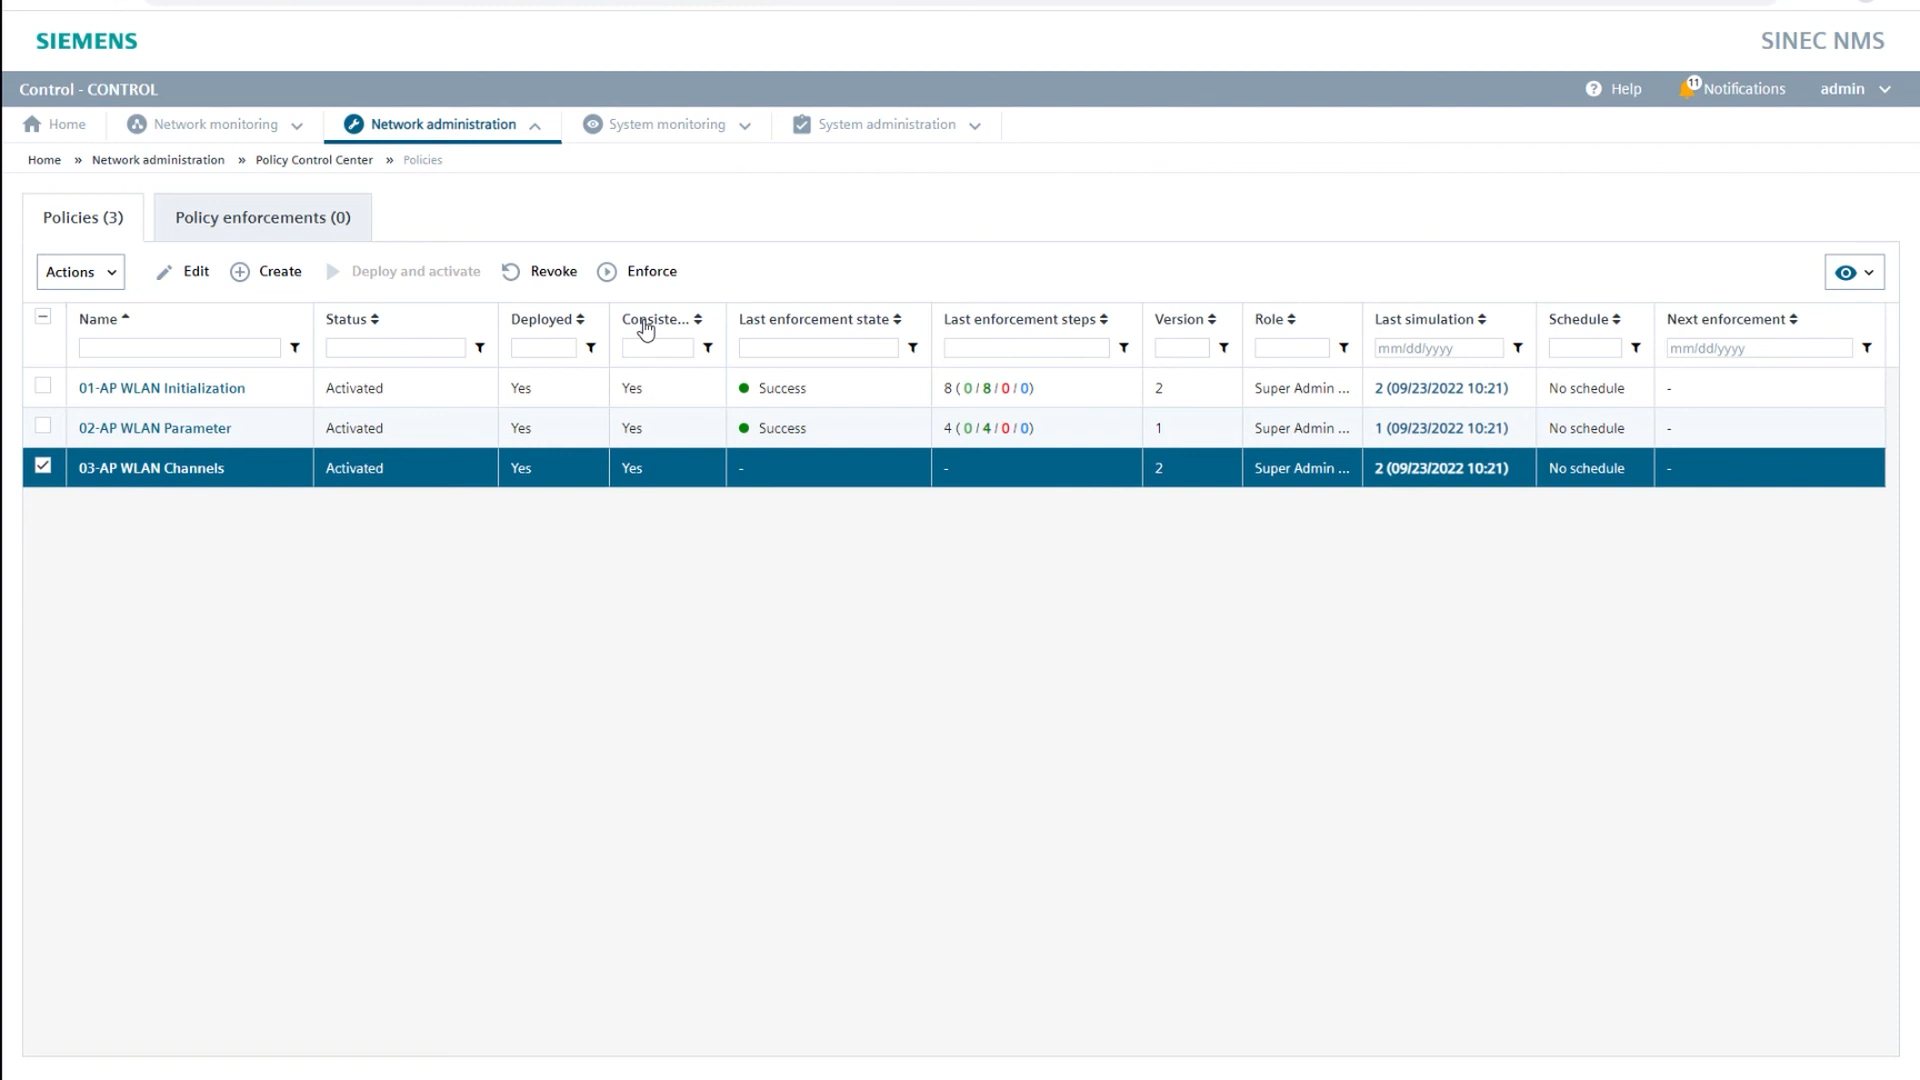 SIEMENS
SINEC NMS
Control - CONTROL
Help
11
Notifications
admin
Home
Network monitoring
Network administration
System monitoring
System administration
Home » Network administration » Policy Control Center » Policies
Policies (3)
Policy enforcements (0)
Actions
Edit
Create
Deploy and activate
Revoke
Enforce
Name Status Deployed Consiste... Last enforcement state Last enforcement steps Version Role Last simulation Schedule Next enforcement
mm/dd/yyyy mm/dd/yyyy
01-AP WLAN Initialization Activated Yes Yes Success 8 ( 0 / 8 / 0 / 0) 2 Super Admin ... 2 (09/23/2022 10:21) No schedule -
02-AP WLAN Parameter Activated Yes Yes Success 4 ( 0 / 4 / 0 / 0) 1 Super Admin ... 1 (09/23/2022 10:21) No schedule -
03-AP WLAN Channels Activated Yes Yes - - 2 Super Admin ... 2 (09/23/2022 10:21) No schedule -